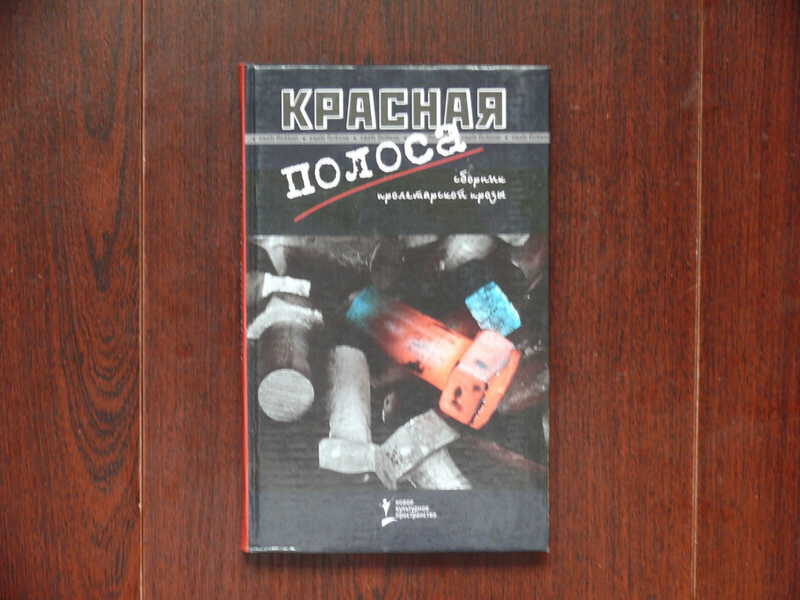 КРАСНАЯ
полоса
сборник
пролетарской прозы
новое
культурное
пространство